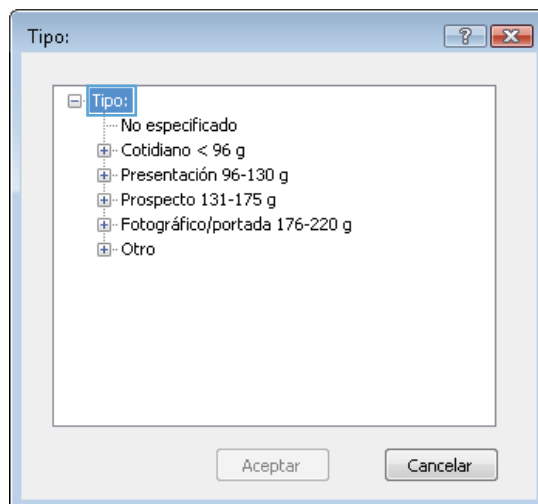 Tipo:
Tipo:
No especificado
Cotidiano < 96 g
Presentación 96-130 g
Prospecto 131-175 g
Fotográfico/portada 176-220 g
Otro
Aceptar Cancelar